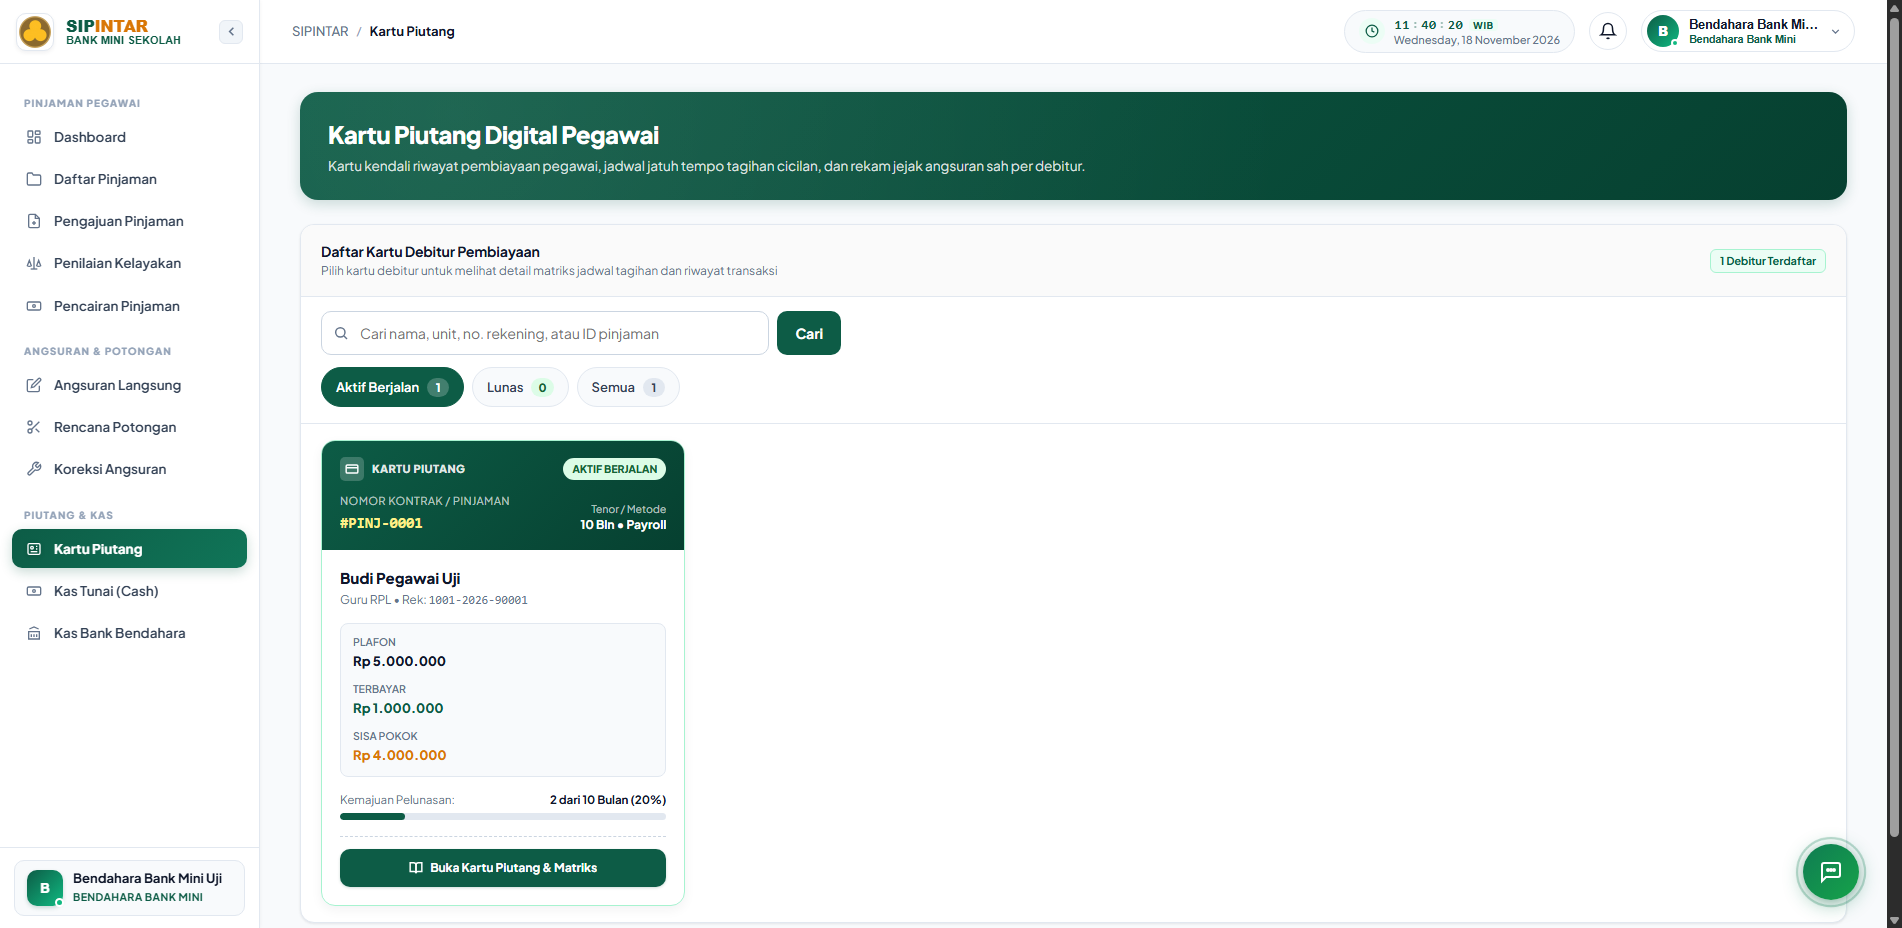 SIPINTAR
BANK MINI SEKOLAH
SIPINTAR / Kartu Piutang
11 : 40 : 20 WIB
Wednesday, 18 November 2026
B
Bendahara Bank Mi...
Bendahara Bank Mini
PINJAMAN PEGAWAI
Dashboard
Daftar Pinjaman
Pengajuan Pinjaman
Penilaian Kelayakan
Pencairan Pinjaman
ANGSURAN & POTONGAN
Angsuran Langsung
Rencana Potongan
Koreksi Angsuran
PIUTANG & KAS
Kartu Piutang
Kas Tunai (Cash)
Kas Bank Bendahara
B
Bendahara Bank Mini Uji
BENDAHARA BANK MINI
Kartu Piutang Digital Pegawai
Kartu kendali riwayat pembiayaan pegawai, jadwal jatuh tempo tagihan cicilan, dan rekam jejak angsuran sah per debitur.
Daftar Kartu Debitur Pembiayaan
Pilih kartu debitur untuk melihat detail matriks jadwal tagihan dan riwayat transaksi
1 Debitur Terdaftar
Cari nama, unit, no. rekening, atau ID pinjaman
Cari
Aktif Berjalan 1
Lunas 0
Semua 1
KARTU PIUTANG
AKTIF BERJALAN
NOMOR KONTRAK / PINJAMAN
#PINJ-0001
Tenor / Metode
10 Bln • Payroll
Budi Pegawai Uji
Guru RPL • Rek: 1001-2026-90001
PLAFON
Rp 5.000.000
TERBAYAR
Rp 1.000.000
SISA POKOK
Rp 4.000.000
Kemajuan Pelunasan:
2 dari 10 Bulan (20%)
Buka Kartu Piutang & Matriks